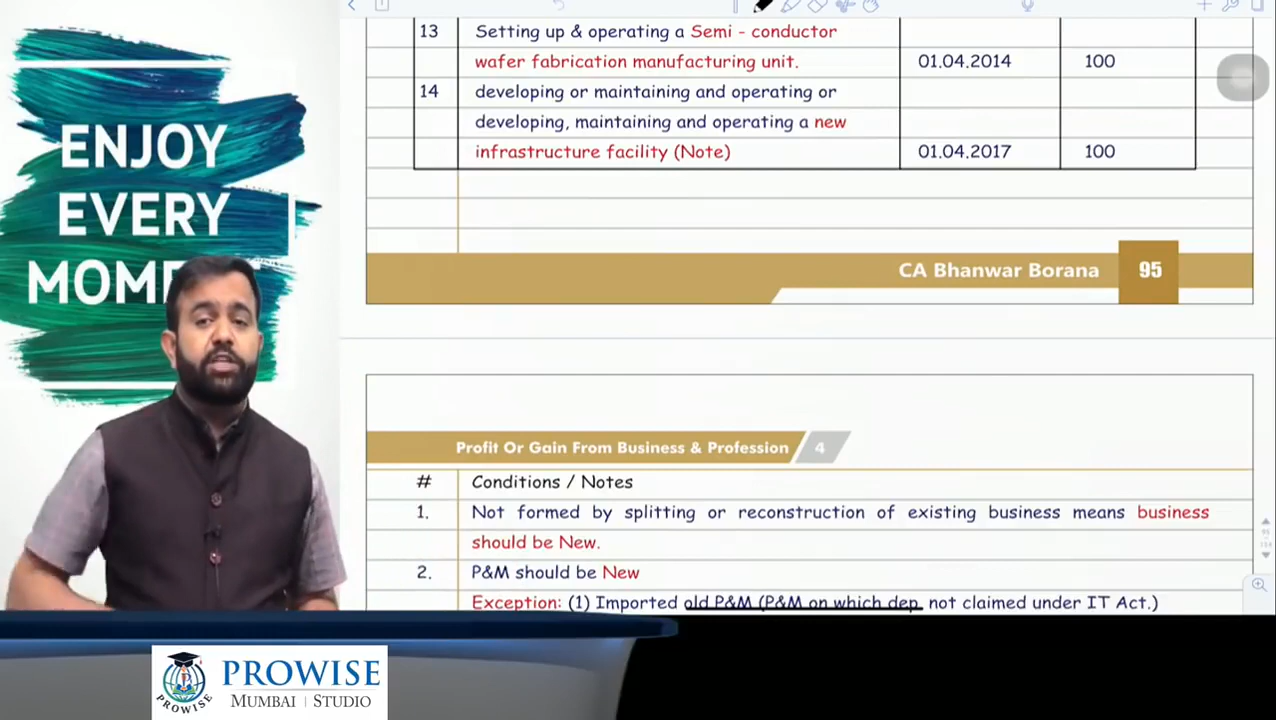 13 Setting up & operating a Semi - conductor
wafer fabrication manufacturing unit. 01.04.2014 100
14 developing or maintaining and operating or
developing, maintaining and operating a new
infrastructure facility (Note) 01.04.2017 100
CA Bhanwar Borana 95
Profit Or Gain From Business & Profession 4
# Conditions / Notes
1. Not formed by splitting or reconstruction of existing business means business
should be New.
2. P&M should be New
Exception: (1) Imported old P&M (P&M on which dep. not claimed under IT Act.)
ENJOY
EVERY
PROWISE
PROWISE
MUMBAI | STUDIO